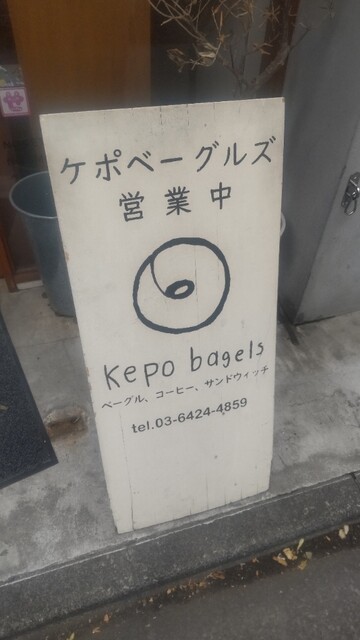 ケポベーグルズ
営業中
kepo bagels
ベーグル、コーヒー、サンドウィッチ
tel.03-6424-4859